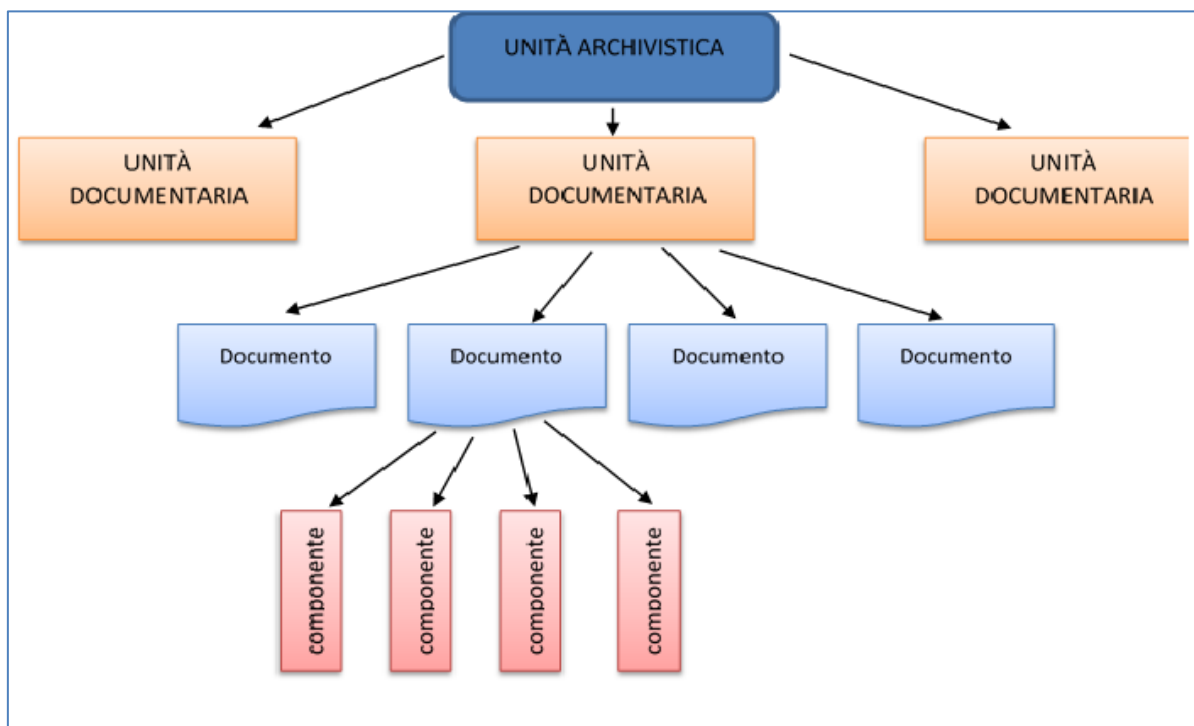 UNITÀ ARCHIVISTICA
UNITÀ
DOCUMENTARIA
UNITÀ
DOCUMENTARIA
UNITÀ
DOCUMENTARIA
Documento
Documento
Documento
Documento
componente
componente
componente
componente